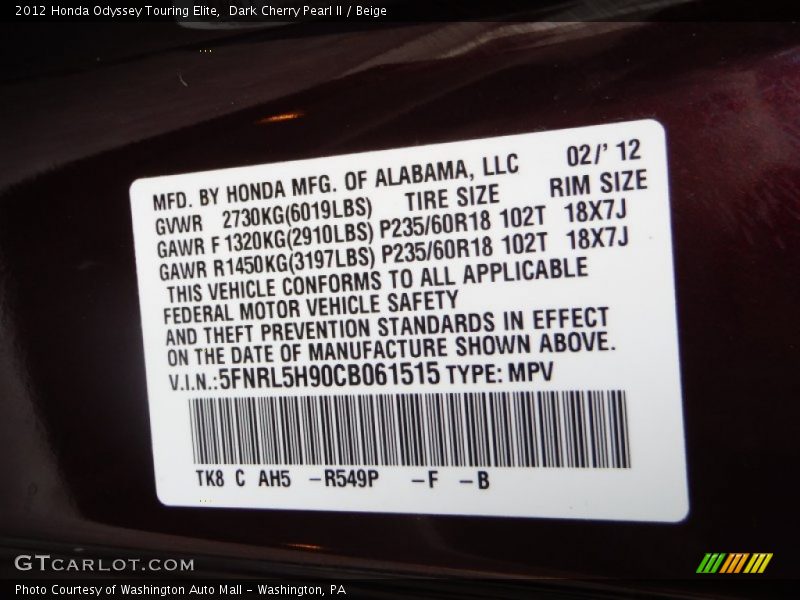 2012 Honda Odyssey Touring Elite,  Dark Cherry Pearl II / Beige
MFD. BY HONDA MFG. OF ALABAMA, LLC 02/' 12
GVWR 2730KG(6019LBS) TIRE SIZE RIM SIZE
GAWR F 1320KG(2910LBS) P235/60R18 102T 18X7J
GAWR R1450KG(3197LBS) P235/60R18 102T 18X7J
THIS VEHICLE CONFORMS TO ALL APPLICABLE
FEDERAL MOTOR VEHICLE SAFETY
AND THEFT PREVENTION STANDARDS IN EFFECT
ON THE DATE OF MANUFACTURE SHOWN ABOVE.
V.I.N.:5FNRL5H90CB061515 TYPE: MPV
TK8 C AH5 -R549P -F -B
GTCARLOT.COM
Photo Courtesy of Washington Auto Mall - Washington, PA